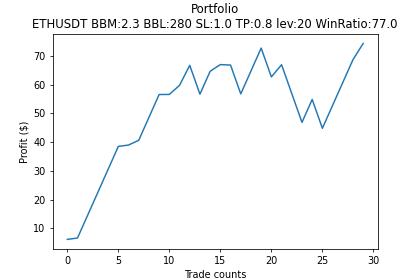 Portfolio
ETHUSDT BBM:2.3 BBL:280 SL:1.0 TP:0.8 lev:20 WinRatio:77.0
70
60
50
40
30
20
10
Profit ($)
0 5 10 15 20 25 30
Trade counts